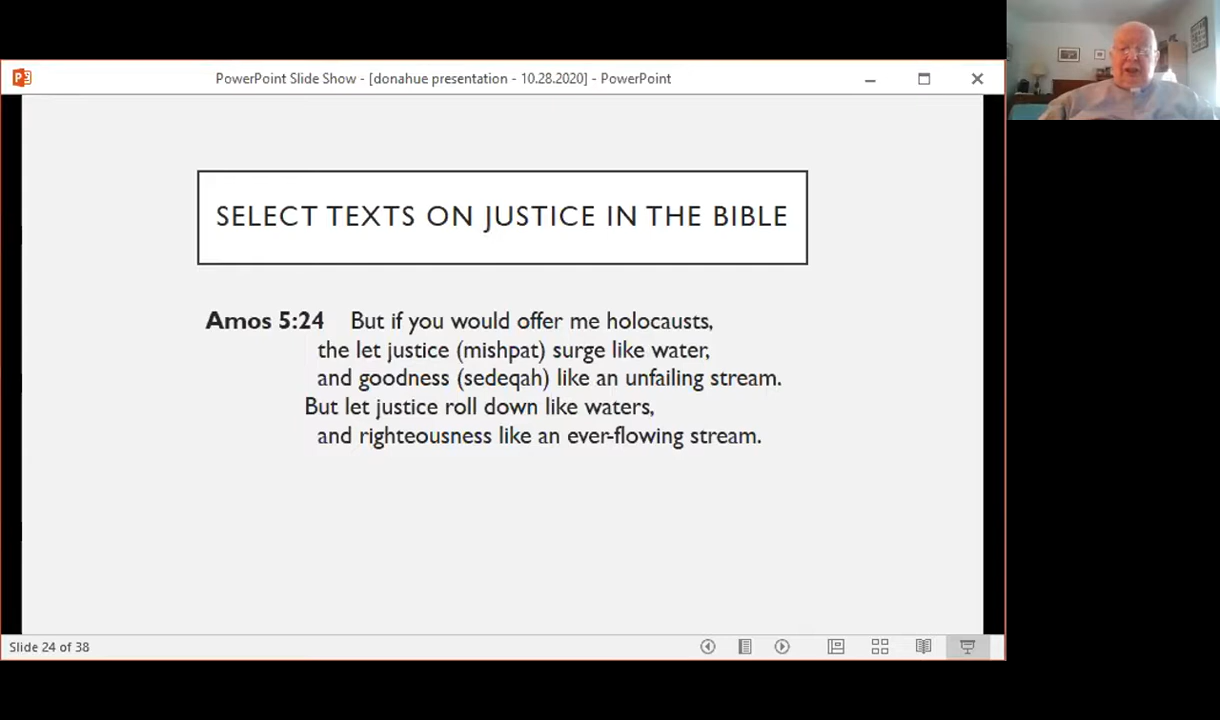 PowerPoint Slide Show - [donahue presentation - 10.28.2020] - PowerPoint
SELECT TEXTS ON JUSTICE IN THE BIBLE
Amos 5:24 But if you would offer me holocausts,
the let justice (mishpat) surge like water,
and goodness (sedeqah) like an unfailing stream.
But let justice roll down like waters,
and righteousness like an ever-flowing stream.
Slide 24 of 38